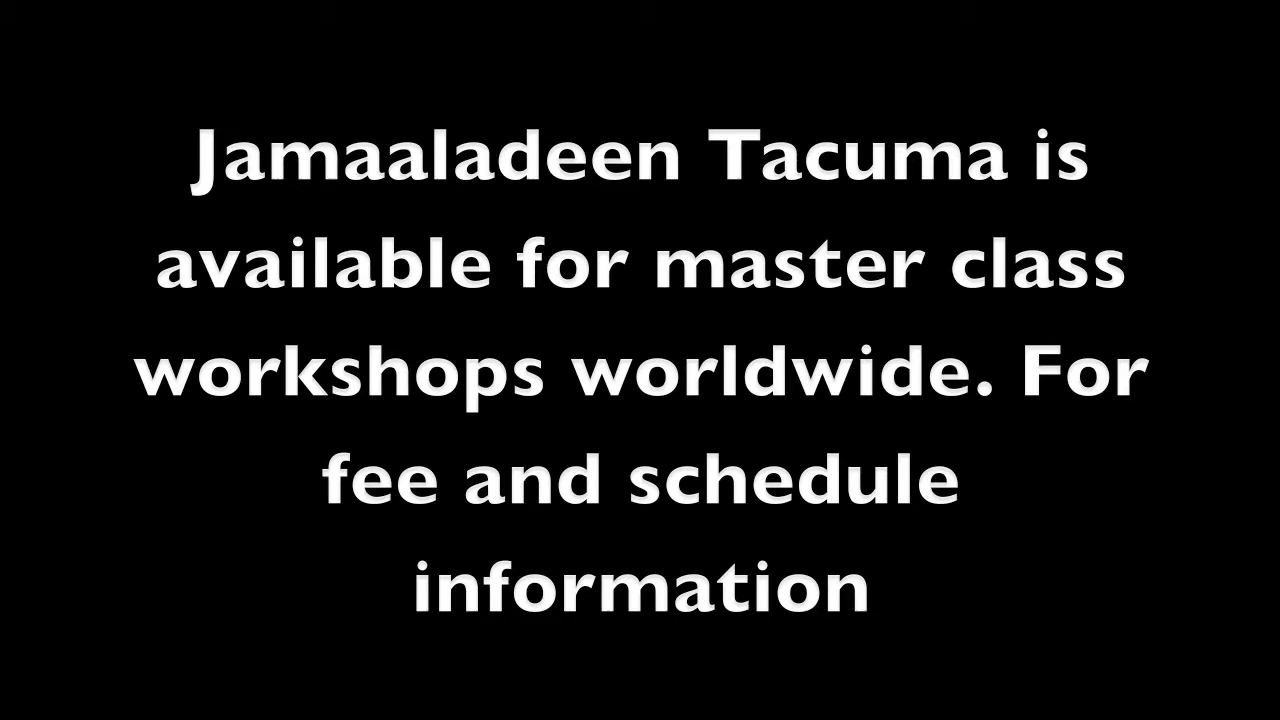 Jamaaladeen Tacuma is
available for master class
workshops worldwide. For
fee and schedule
information